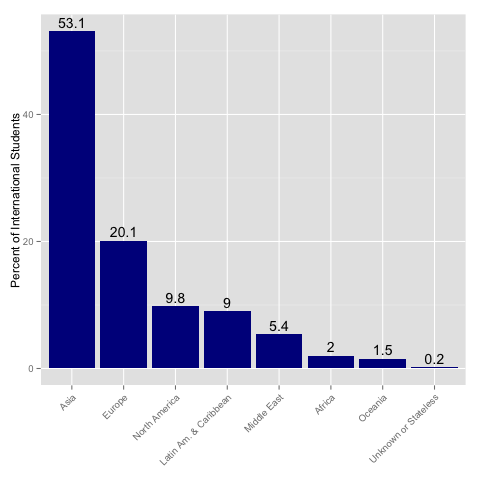 53.1
20.1
9.8
9
5.4
2
1.5
0.2
Percent of International Students
40
20
0
Asia
Europe
North America
Latin Am. & Caribbean
Middle East
Africa
Oceania
Unknown or Stateless